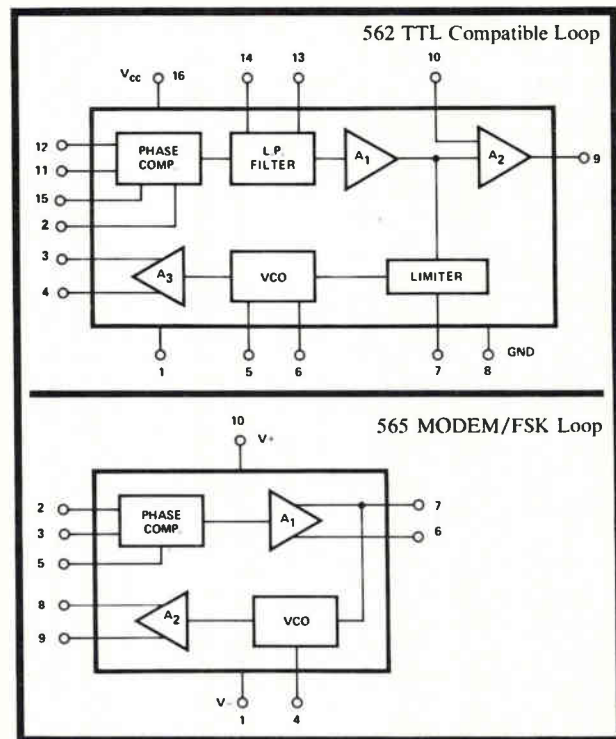 562 TTL Compatible Loop
Vcc 16
14
13
10
12
11
15
2
PHASE
COMP.
L.P.
FILTER
A1
A2
9
3
4
A3
VCO
LIMITER
1
5
6
7
8
GND
565 MODEM/FSK Loop
10
V+
2
3
5
PHASE
COMP.
A1
7
6
8
9
A2
VCO
V-
1
4